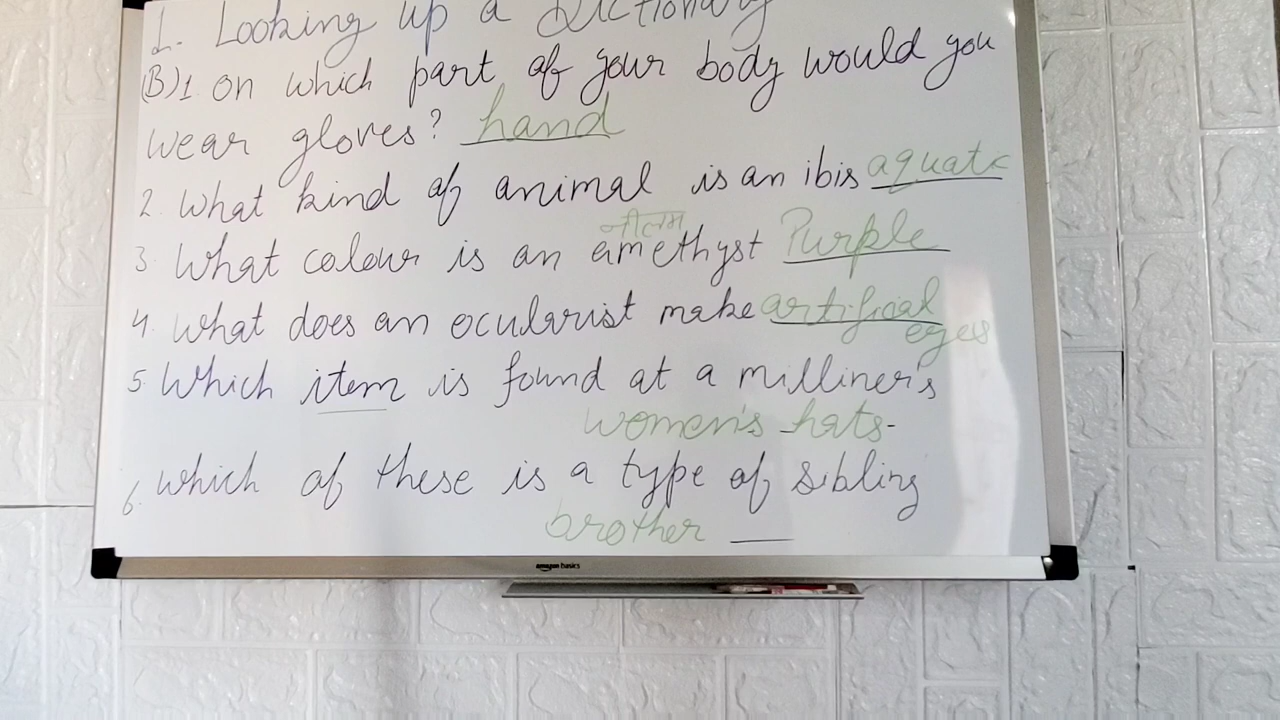 1. Looking up a Dictionary
(B)1. on which part of your body would you
wear gloves? hand
2. What kind of animal is an ibis aquatc
नीलम
3. What colour is an amethyst Purple
4. What does an ocularist make artificial
eyes
5. Which item is found at a milliner's
women's hats-
6. which of these is a type of sibling
brother
amazon basics